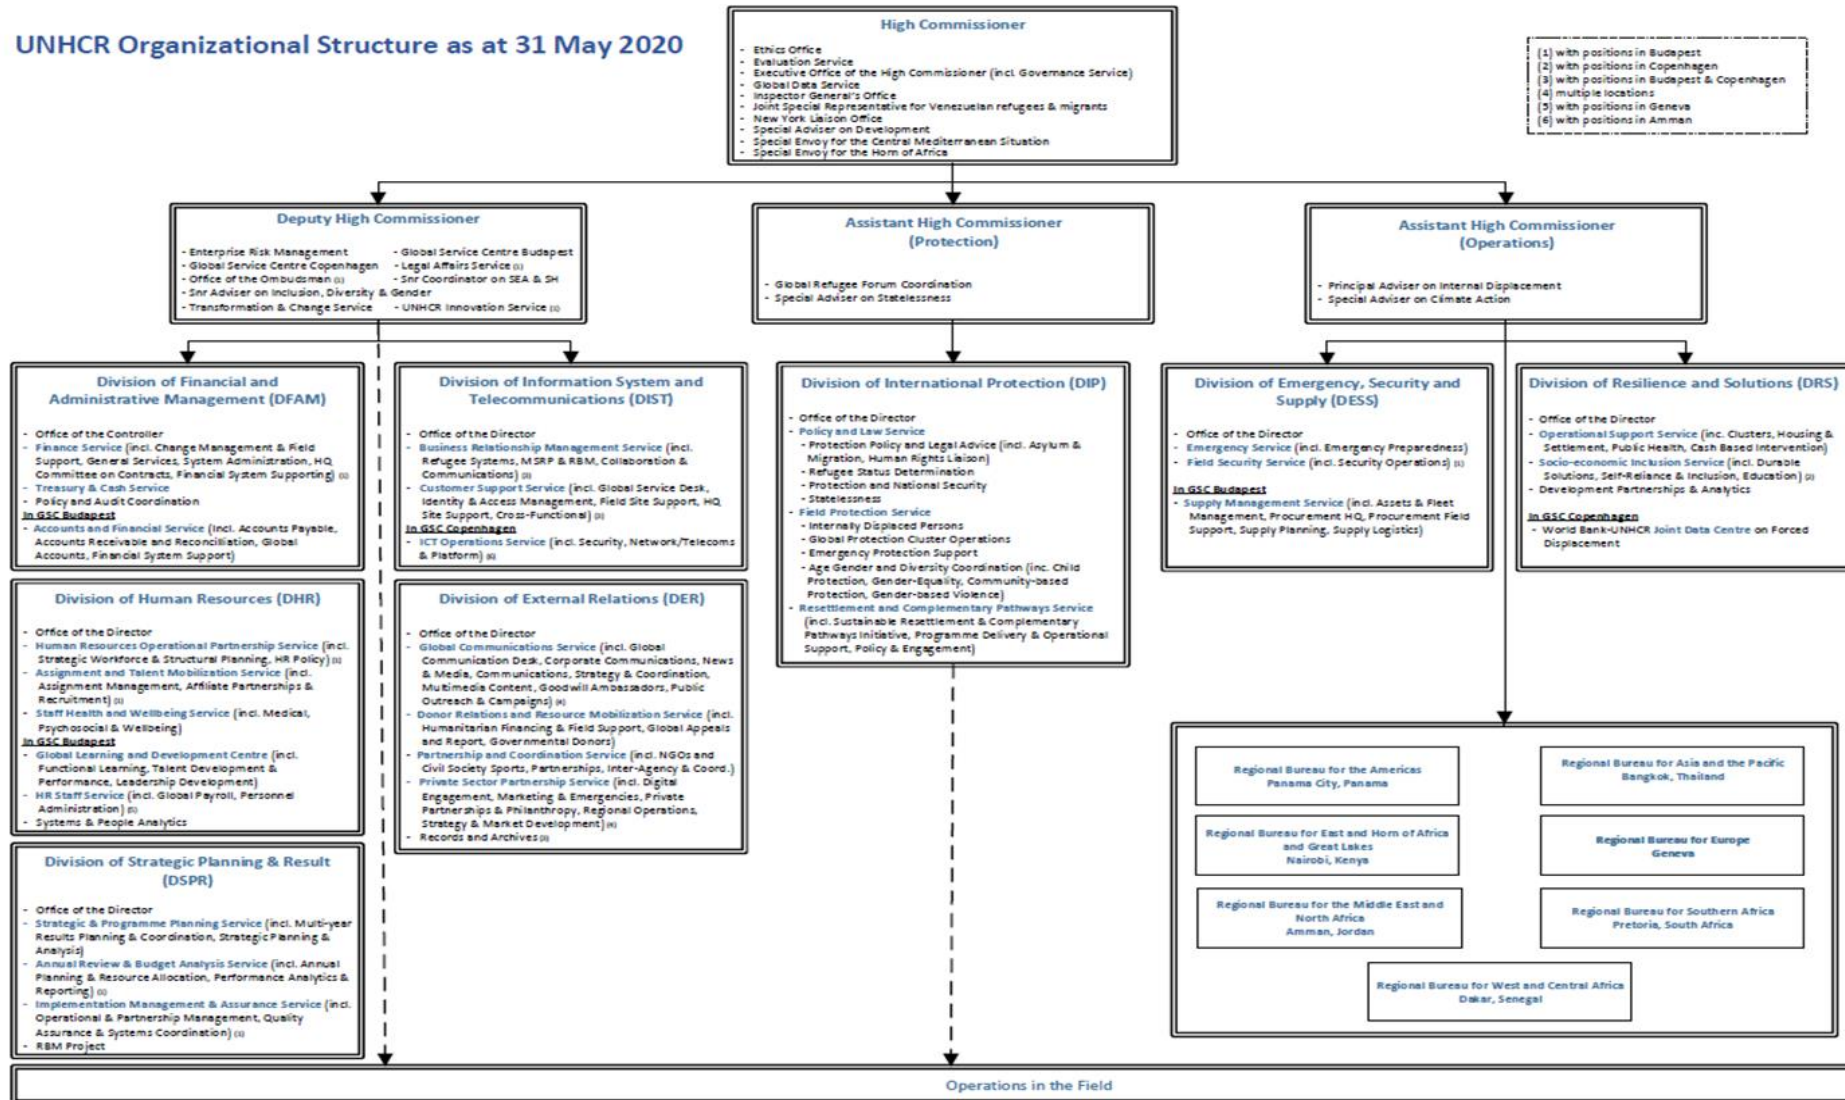 UNHCR Organizational Structure as at 31 May 2020
High Commissioner
- Ethics Office
- Evaluation Service
- Executive Office of the High Commissioner (incl. Governance Service)
- Global Data Service
- Inspector General's Office
- Joint Special Representative for Venezuelan refugees & migrants
- New York Liaison Office
- Special Adviser on Development
- Special Envoy for the Central Mediterranean Situation
- Special Envoy for the Horn of Africa
(1) with positions in Budapest
(2) with positions in Copenhagen
(3) with positions in Budapest & Copenhagen
(4) multiple locations
(5) with positions in Geneva
(6) with positions in Amman
Deputy High Commissioner
- Enterprise Risk Management - Global Service Centre Budapest
- Global Service Centre Copenhagen - Legal Affairs Service (1)
- Office of the Ombudsman (1) - Snr Coordinator on SEA & SH
- Snr Adviser on Inclusion, Diversity & Gender
- Transformation & Change Service - UNHCR Innovation Service (1)
Assistant High Commissioner
(Protection)
- Global Refugee Forum Coordination
- Special Adviser on Statelessness
Assistant High Commissioner
(Operations)
- Principal Adviser on Internal Displacement
- Special Adviser on Climate Action
Division of Financial and
Administrative Management (DFAM)
- Office of the Controller
- Finance Service (incl. Change Management & Field
Support, General Services, System Administration, HQ
Committee on Contracts, Financial System Supporting) (1)
- Treasury & Cash Service
- Policy and Audit Coordination
In GSC Budapest
- Accounts and Financial Service (Incl. Accounts Payable,
Accounts Receivable and Reconciliation, Global
Accounts, Financial System Support)
Division of Information System and
Telecommunications (DIST)
- Office of the Director
- Business Relationship Management Service (incl.
Refugee Systems, MSRP & RBM, Collaboration &
Communications)
- Customer Support Service (incl. Global Service Desk,
Identity & Access Management, Field Site Support, HQ
Site Support, Cross-Functional)
In GSC Copenhagen
- ICT Operations Service (incl. Security, Network/Telecoms
& Platform)
Division of International Protection (DIP)
- Office of the Director
- Policy and Law Service
- Protection Policy and Legal Advice (incl. Asylum &
Migration, Human Rights Liaison)
- Refugee Status Determination
- Protection and National Security
- Statelessness
- Field Protection Service
- Internally Displaced Persons
- Global Protection Cluster Operations
- Emergency Protection Support
- Age Gender and Diversity Coordination (inc. Child
Protection, Gender-Equality, Community-based
Protection, Gender-based Violence)
- Resettlement and Complementary Pathways Service
(incl. Sustainable Resettlement & Complementary
Pathways Initiative, Programme Delivery & Operational
Support, Policy & Engagement)
Division of Emergency, Security and
Supply (DESS)
- Office of the Director
- Emergency Service (incl. Emergency Preparedness)
- Field Security Service (incl. Security Operations) (1)
In GSC Budapest
- Supply Management Service (incl. Assets & Fleet
Management, Procurement HQ, Procurement Field
Support, Supply Planning, Supply Logistics)
Division of Resilience and Solutions (DRS)
- Office of the Director
- Operational Support Service (inc. Clusters, Housing &
Settlement, Public Health, Cash Based Intervention)
- Socio-economic Inclusion Service (incl. Durable
Solutions, Self-Reliance & Inclusion, Education)
- Development Partnerships & Analytics
In GSC Copenhagen
- World Bank-UNHCR Joint Data Centre on Forced
Displacement
Division of Human Resources (DHR)
- Office of the Director
- Human Resources Operational Partnership Service (incl.
Strategic Workforce & Structural Planning, HR Policy) (1)
- Assignment and Talent Mobilization Service (incl.
Assignment Management, Affiliate Partnerships &
Recruitment)
- Staff Health and Wellbeing Service (incl. Medical,
Psychosocial & Wellbeing)
In GSC Budapest
- Global Learning and Development Centre (incl.
Functional Learning, Talent Development &
Performance, Leadership Development)
- HR Staff Service (incl. Global Payroll, Personnel
Administration)
- Systems & People Analytics
Division of External Relations (DER)
- Office of the Director
- Global Communications Service (incl. Global
Communication Desk, Corporate Communications, News
& Media, Communications, Strategy & Coordination,
Multimedia Content, Goodwill Ambassadors, Public
Outreach & Campaigns)
- Donor Relations and Resource Mobilization Service (incl.
Humanitarian Financing & Field Support, Global Appeals
and Report, Governmental Donors)
- Partnership and Coordination Service (incl. NGOs and
Civil Society Sports, Partnerships, Inter-Agency & Coord.)
- Private Sector Partnership Service (incl. Digital
Engagement, Marketing & Emergencies, Private
Partnerships & Philanthropy, Regional Operations,
Strategy & Market Development)
- Records and Archives
Division of Strategic Planning & Result
(DSPR)
- Office of the Director
- Strategic & Programme Planning Service (incl. Multi-year
Results Planning & Coordination, Strategic Planning &
Analysis)
- Annual Review & Budget Analysis Service (incl. Annual
Planning & Resource Allocation, Performance Analytics &
Reporting)
- Implementation Management & Assurance Service (incl.
Operational & Partnership Management, Quality
Assurance & Systems Coordination)
- RBM Project
Regional Bureau for the Americas
Panama City, Panama
Regional Bureau for Asia and the Pacific
Bangkok, Thailand
Regional Bureau for East and Horn of Africa
and Great Lakes
Nairobi, Kenya
Regional Bureau for Europe
Geneva
Regional Bureau for the Middle East and
North Africa
Amman, Jordan
Regional Bureau for Southern Africa
Pretoria, South Africa
Regional Bureau for West and Central Africa
Dakar, Senegal
Operations in the Field